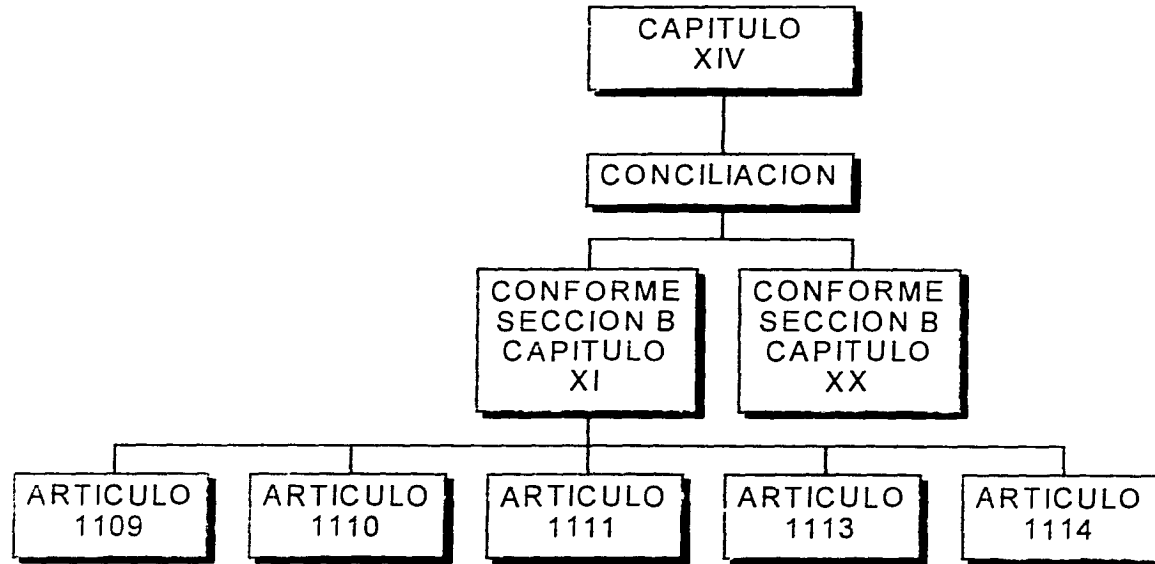 CAPITULO
XIV
CONCILIACION
CONFORME
SECCION B
CAPITULO
XI
CONFORME
SECCION B
CAPITULO
XX
ARTICULO
1109
ARTICULO
1110
ARTICULO
1111
ARTICULO
1113
ARTICULO
1114